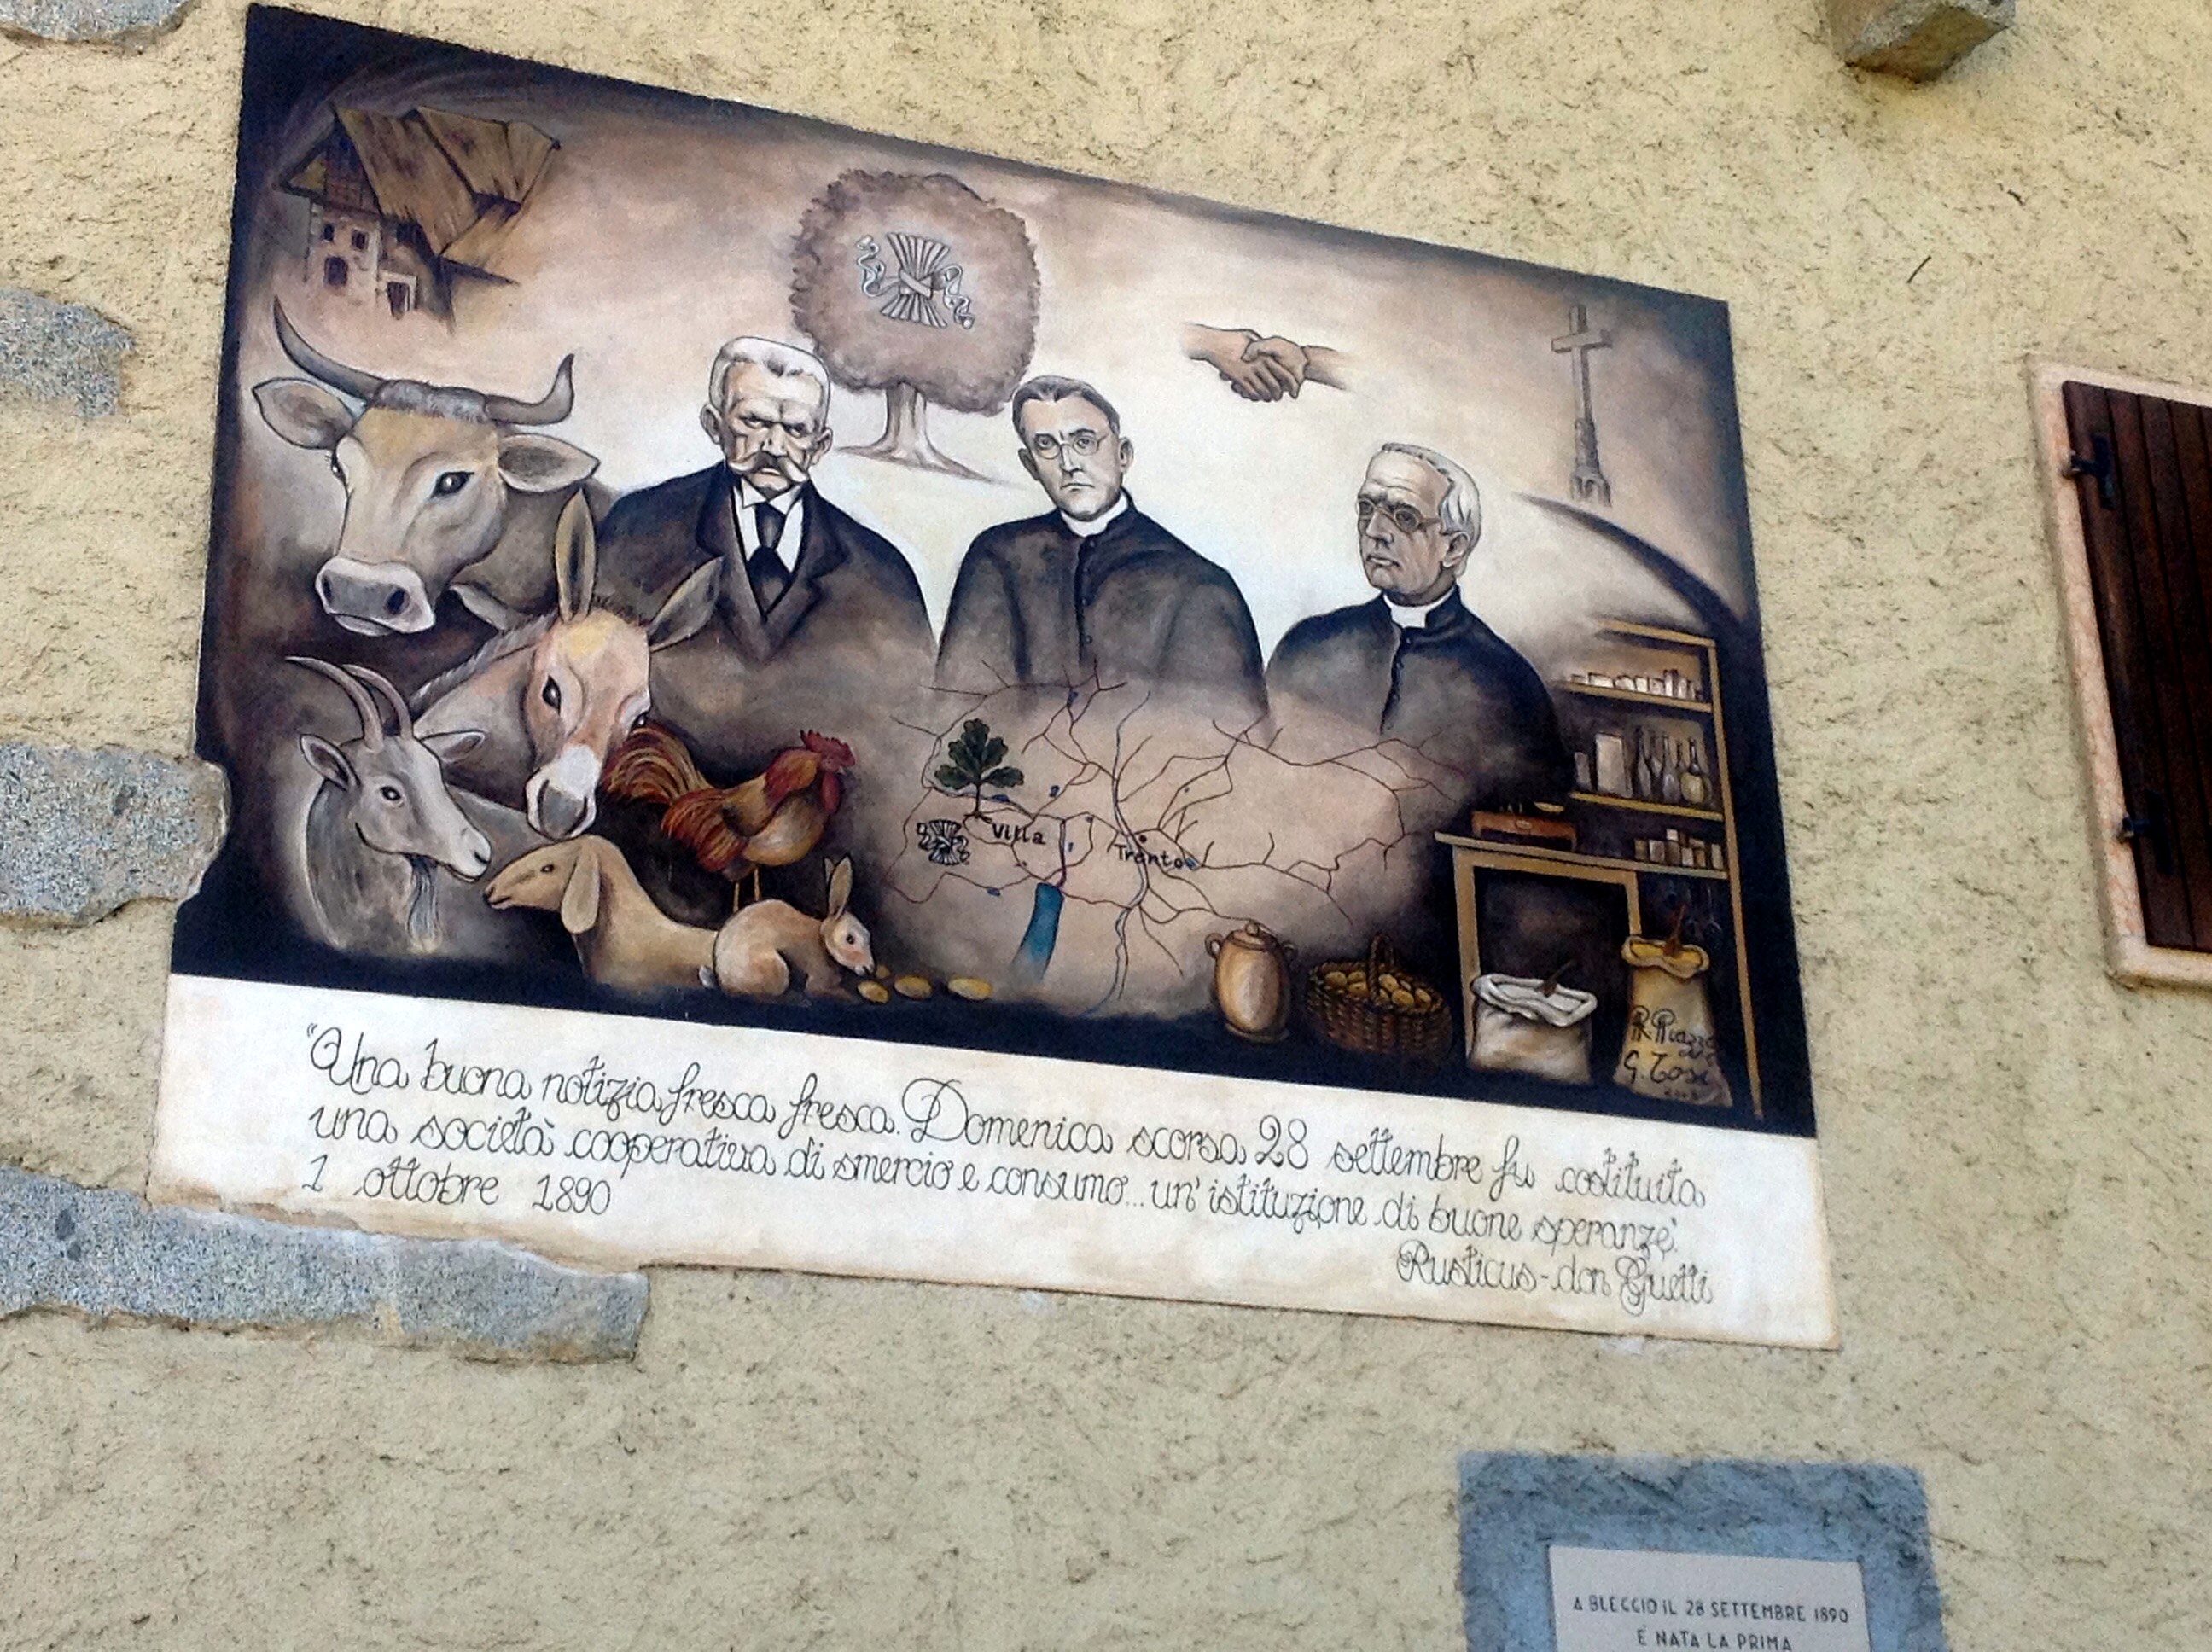 Villa
Trento
R. Piazza
G. Tosi
"Una buona notizia fresca fresca. Domenica scorsa 28 settembre fu costituita
una società cooperativa di smercio e consumo... un'istituzione di buone speranze".
1 ottobre 1890
Rusticus - don Guetti
A BLEGGIO IL 28 SETTEMBRE 1890
E NATA LA PRIMA